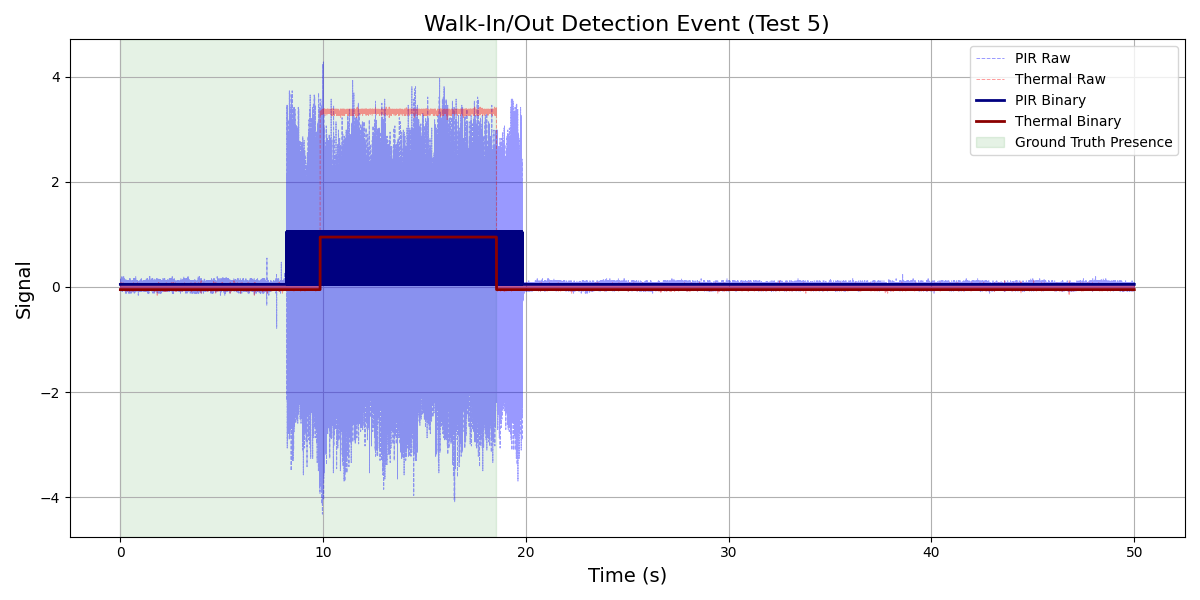 Walk-In/Out Detection Event (Test 5)
PIR Raw
Thermal Raw
PIR Binary
Thermal Binary
Ground Truth Presence
Signal
4
2
0
−2
−4
0 10 20 30 40 50
Time (s)